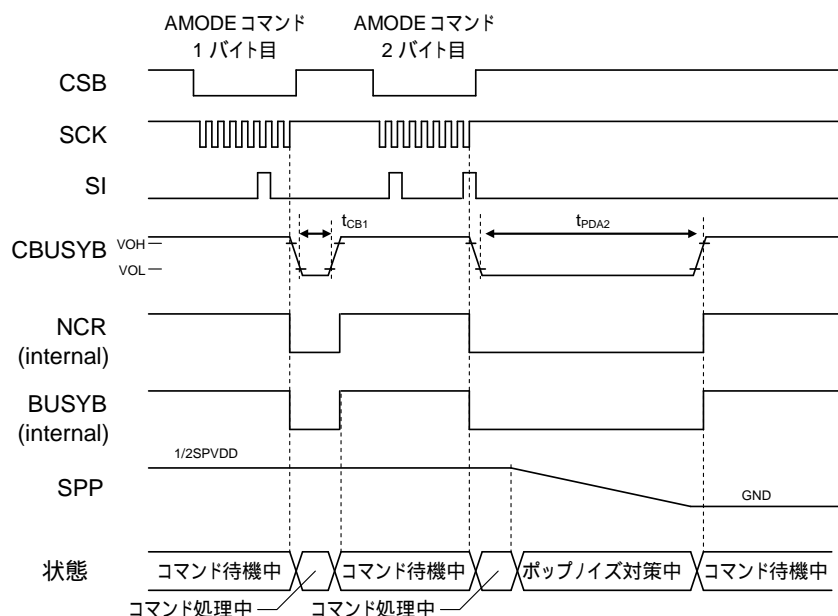 AMODE コマンド
1 バイト目
AMODE コマンド
2 バイト目
CSB
SCK
SI
tCB1
tPDA2
CBUSYB
VOH
VOL
NCR
(internal)
BUSYB
(internal)
1/2SPVDD
SPP
GND
状態
コマンド待機中
コマンド待機中
ポップノイズ対策中
コマンド待機中
コマンド処理中
コマンド処理中